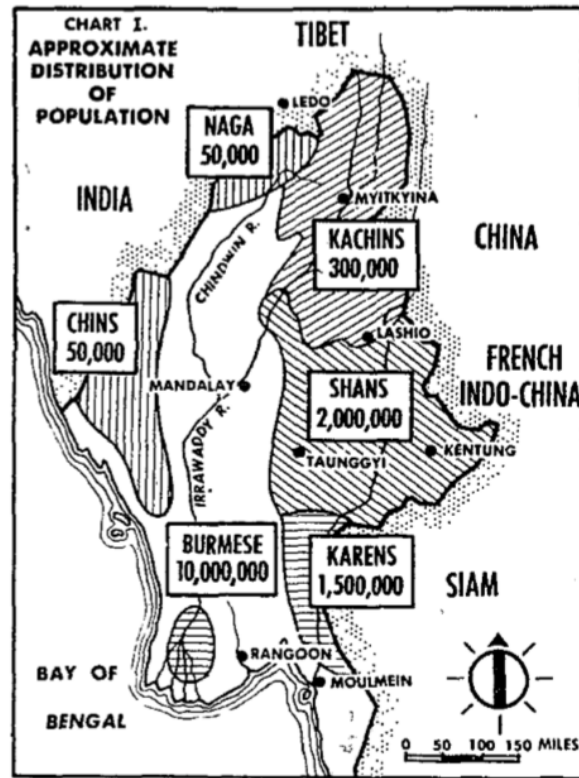 CHART I.
APPROXIMATE
DISTRIBUTION
OF
POPULATION
TIBET
LEDO
NAGA
50,000
INDIA
MYITKYINA
CHINA
KACHINS
300,000
CHINDWIN R.
CHINS
50,000
LASHIO
FRENCH
INDO-CHINA
MANDALAY
SHANS
2,000,000
IRRAWADDY R.
TAUNGGYI
KENTUNG
BURMESE
10,000,000
KARENS
1,500,000
SIAM
RANGOON
MOULMEIN
BAY OF
BENGAL
0 50 100 150 MILES